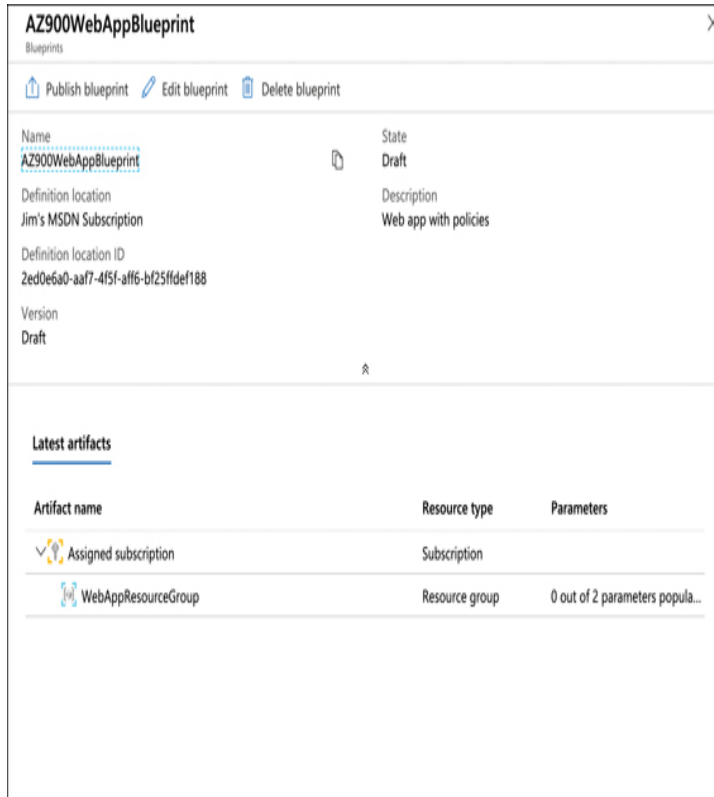 AZ900WebAppBlueprint
Blueprints
Publish blueprint Edit blueprint Delete blueprint
Name State
AZ900WebAppBlueprint Draft
Definition location Description
Jim's MSDN Subscription Web app with policies
Definition location ID
2ed0e6a0-aaf7-4f5f-aff6-bf25ffdef188
Version
Draft
Latest artifacts
Artifact name Resource type Parameters
Assigned subscription Subscription
WebAppResourceGroup Resource group 0 out of 2 parameters popula...